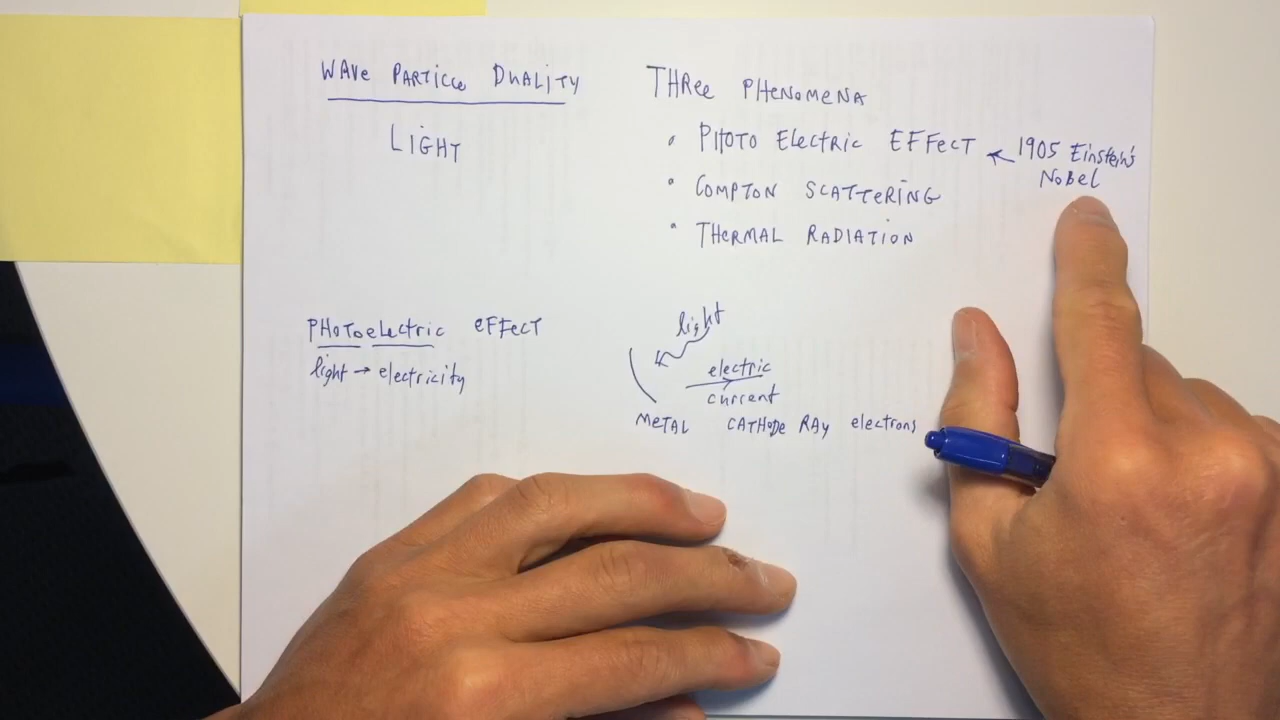 WAVE PARTICLE DUALITY
LIGHT
THREE PHENOMENA
• PHOTO ELECTRIC EFFECT ← 1905 Einstein's
NOBEL
• COMPTON SCATTERING
• THERMAL RADIATION
PHOTOELECTRIC EFFECT
light → electricity
light
electric
current
METAL CATHODE RAY electrons